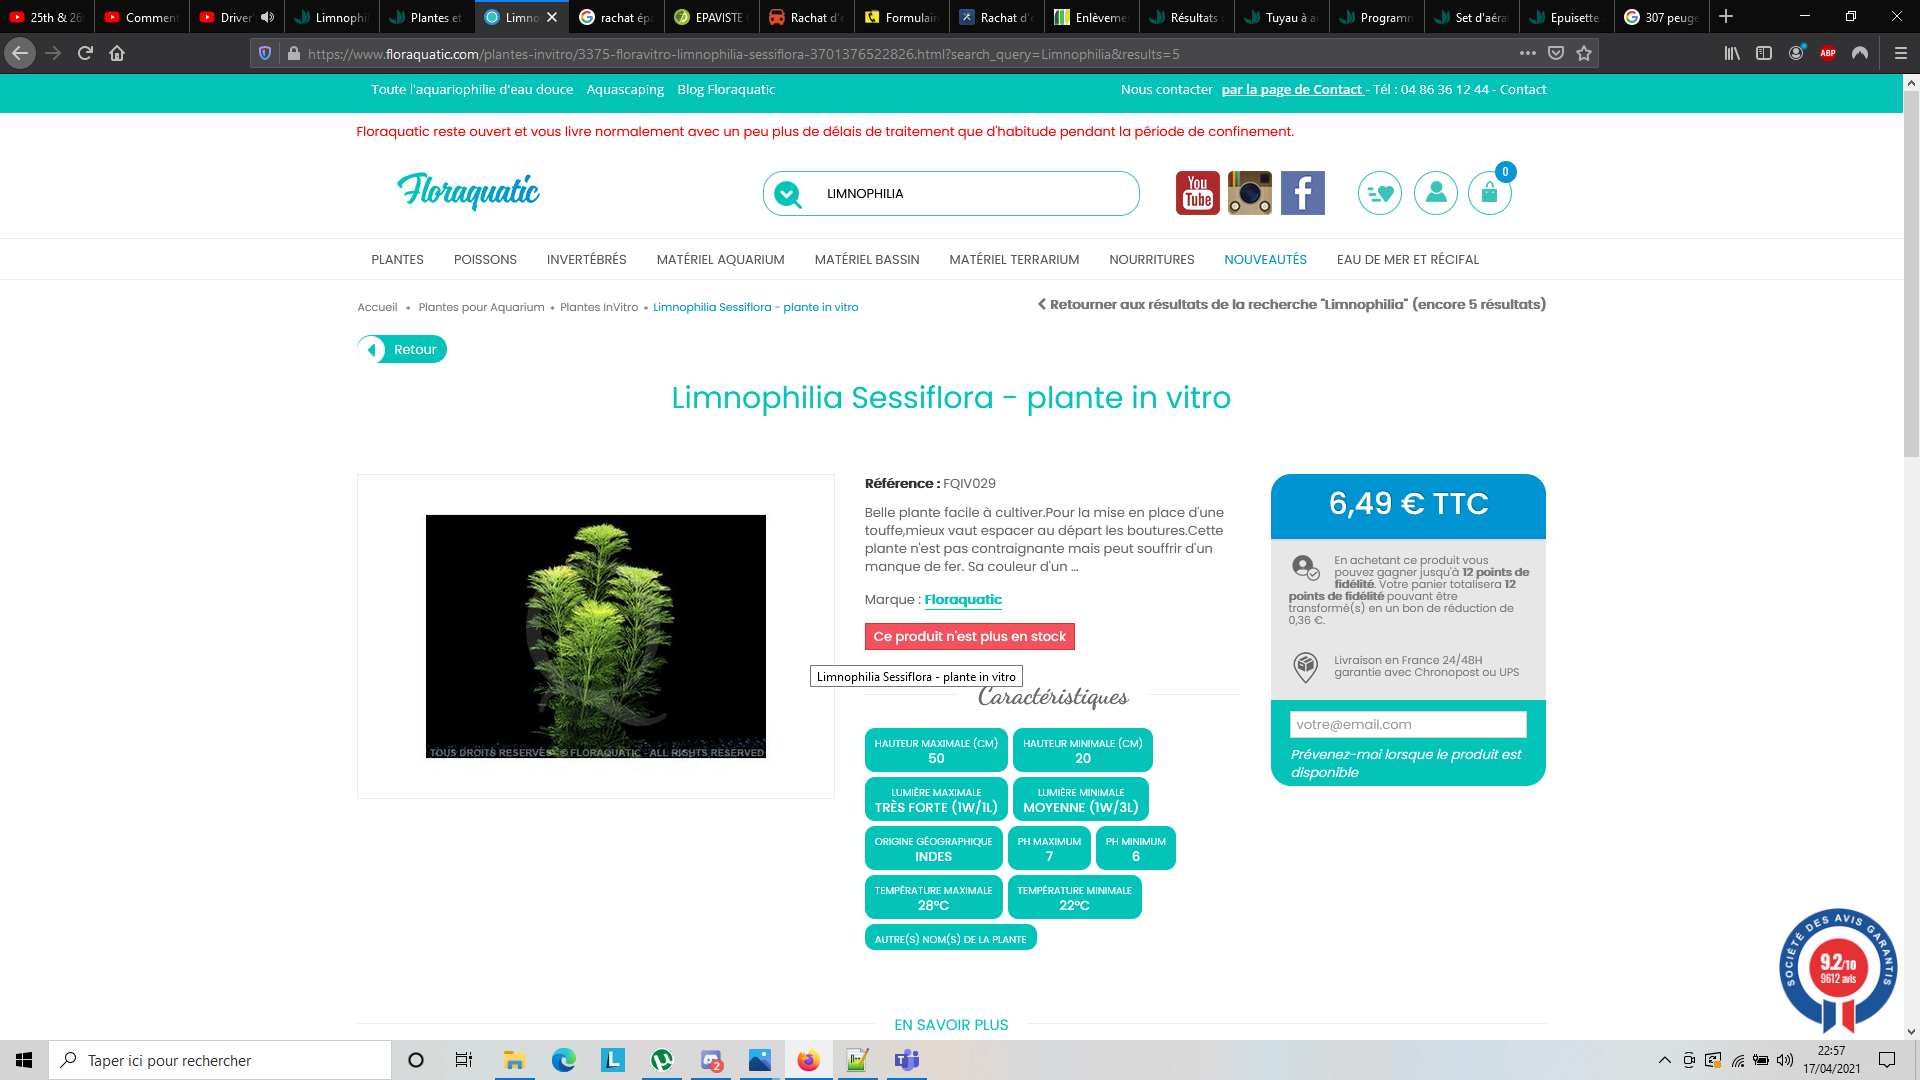 25th & 26
Comment
Driver'
Limnophil
Plantes et
Limno
rachat épa
EPAVISTE
Rachat d'é
Formulair
Rachat d'é
Enlèveme
Résultats
Tuyau à ai
Programm
Set d'aéra
Epuisette
307 peuge
https://www.floraquatic.com/plantes-invitro/3375-floravitro-limnophilia-sessiflora-3701376522826.html?search_query=Limnophilia&results=5
ABP
Toute l'aquariophilie d'eau douce Aquascaping Blog Floraquatic
Nous contacter par la page de Contact - Tél : 04 86 36 12 44 - Contact
Floraquatic reste ouvert et vous livre normalement avec un peu plus de délais de traitement que d'habitude pendant la période de confinement.
Floraquatic
LIMNOPHILIA
You Tube
0
PLANTES POISSONS INVERTÉBRÉS MATÉRIEL AQUARIUM MATÉRIEL BASSIN MATÉRIEL TERRARIUM NOURRITURES NOUVEAUTÉS EAU DE MER ET RÉCIFAL
Accueil • Plantes pour Aquarium • Plantes InVitro • Limnophilia Sessiflora - plante in vitro
Retourner aux résultats de la recherche "Limnophilia" (encore 5 résultats)
Retour
Limnophilia Sessiflora - plante in vitro
TOUS DROITS RESERVES - © FLORAQUATIC - ALL RIGHTS RESERVED
Référence : FQIV029
Belle plante facile à cultiver.Pour la mise en place d'une
touffe,mieux vaut espacer au départ les boutures.Cette
plante n'est pas contraignante mais peut souffrir d'un
manque de fer. Sa couleur d'un ...
Marque : Floraquatic
Ce produit n'est plus en stock
Limnophilia Sessiflora - plante in vitro
Caractéristiques
HAUTEUR MAXIMALE (CM)
50
HAUTEUR MINIMALE (CM)
20
LUMIÈRE MAXIMALE
TRÈS FORTE (1W/1L)
LUMIÈRE MINIMALE
MOYENNE (1W/3L)
ORIGINE GÉOGRAPHIQUE
INDES
PH MAXIMUM
7
PH MINIMUM
6
TEMPÉRATURE MAXIMALE
28°C
TEMPÉRATURE MINIMALE
22°C
AUTRE(S) NOM(S) DE LA PLANTE
6,49 € TTC
En achetant ce produit vous
pouvez gagner jusqu'à 12 points de
fidélité. Votre panier totalisera 12
points de fidélité pouvant être
transformé(s) en un bon de réduction de
0,36 €.
Livraison en France 24/48H
garantie avec Chronopost ou UPS
votre@email.com
Prévenez-moi lorsque le produit est
disponible
SOCIÉTÉ DES AVIS GARANTIS
9.2/10
9612 avis
EN SAVOIR PLUS
Taper ici pour rechercher
L
2
22:57
17/04/2021